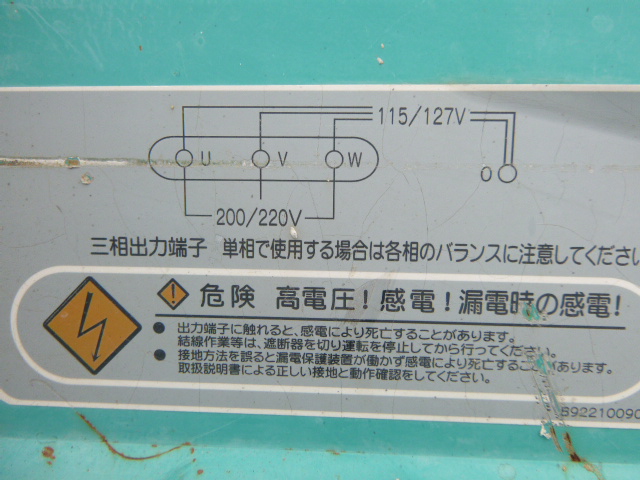 115/127V
U V W O
200/220V
三相出力端子 単相で使用する場合は各相のバランスに注意してくださ
危険 高電圧!感電!漏電時の感電!
● 出力端子に触れると、感電により死亡することがあります。
結線作業等は、遮断器を切り運転を停止してから行ってください。
● 接地方法を誤ると漏電保護装置が働かず感電により死亡することがあります。
取扱説明書による正しい接地と動作確認をしてください。
B92210090